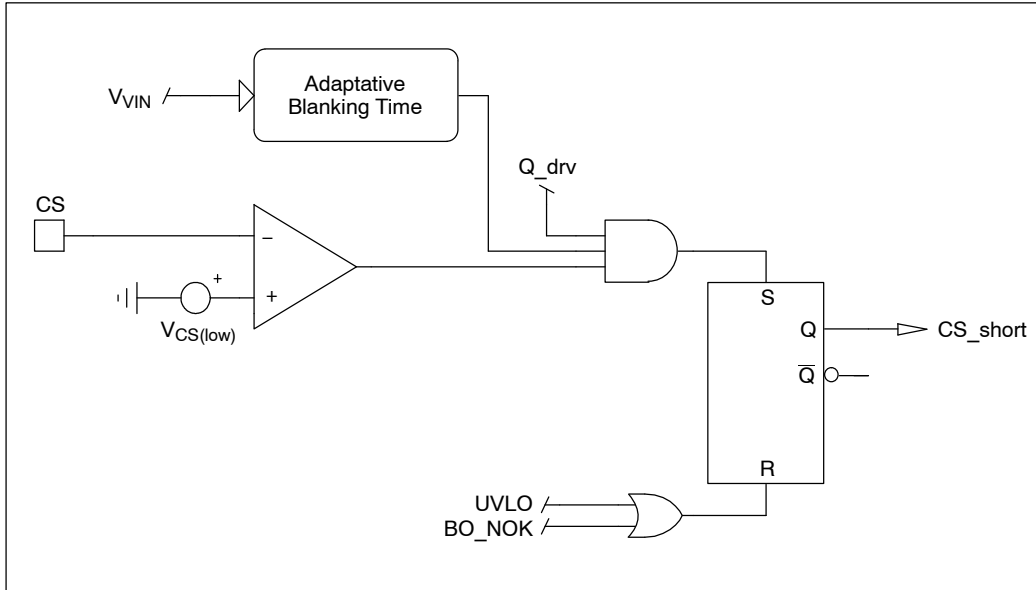 Adaptative
Blanking Time
V_VIN
Q_drv
CS
−
+
+
V_CS(low)
S
Q
CS_short
Q̅
R
UVLO
BO_NOK